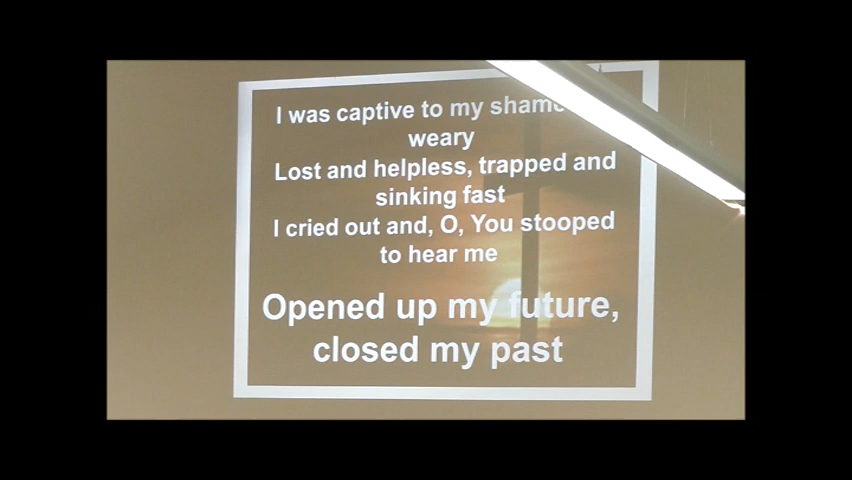 I was captive to my shame
weary
Lost and helpless, trapped and
sinking fast
I cried out and, O, You stooped
to hear me
Opened up my future,
closed my past